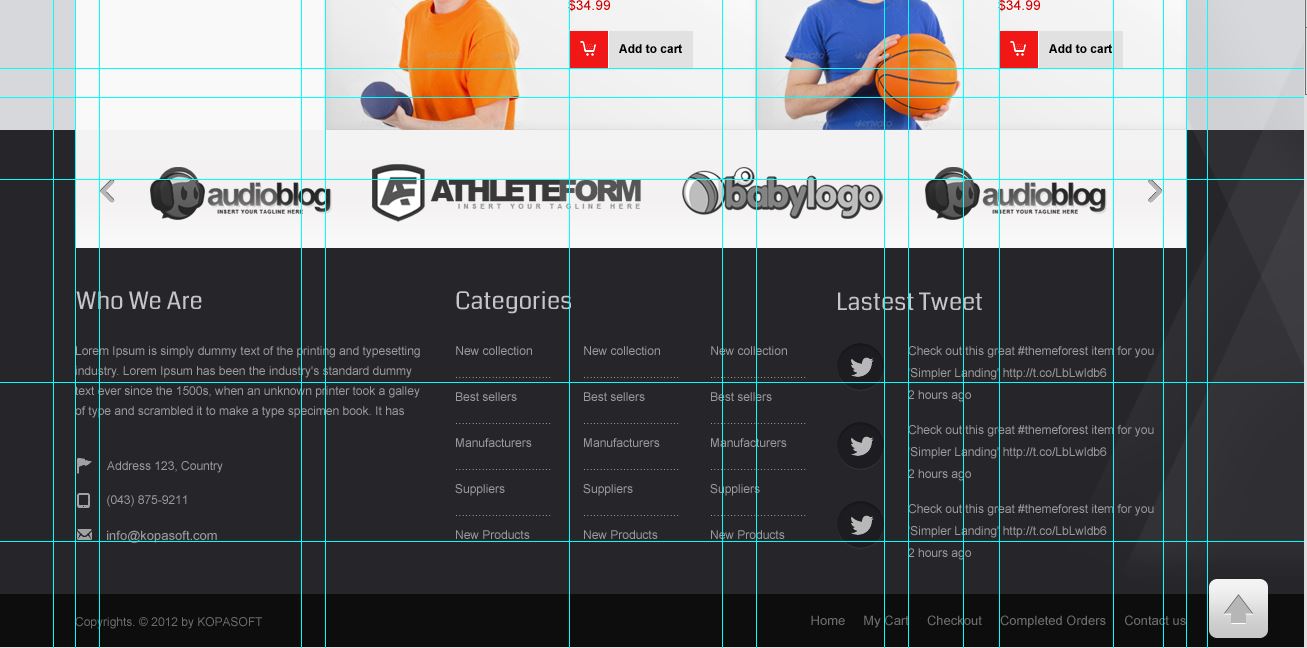 $34.99
$34.99
Add to cart
Add to cart
audioblog
INSERT YOUR TAGLINE HERE
ATHLETEFORM
INSERT YOUR TAGLINE HERE
babylogo
audioblog
INSERT YOUR TAGLINE HERE
Who We Are
Lorem Ipsum is simply dummy text of the printing and typesetting
industry. Lorem Ipsum has been the industry's standard dummy
text ever since the 1500s, when an unknown printer took a galley
of type and scrambled it to make a type specimen book. It has
Address 123, Country
(043) 875-9211
info@kopasoft.com
Categories
New collection
Best sellers
Manufacturers
Suppliers
New Products
New collection
Best sellers
Manufacturers
Suppliers
New Products
New collection
Best sellers
Manufacturers
Suppliers
New Products
Lastest Tweet
Check out this great #themeforest item for you
'Simpler Landing' http://t.co/LbLwldb6
2 hours ago
Check out this great #themeforest item for you
'Simpler Landing' http://t.co/LbLwldb6
2 hours ago
Check out this great #themeforest item for you
'Simpler Landing' http://t.co/LbLwldb6
2 hours ago
Copyrights. © 2012 by KOPASOFT
Home My Cart Checkout Completed Orders Contact us